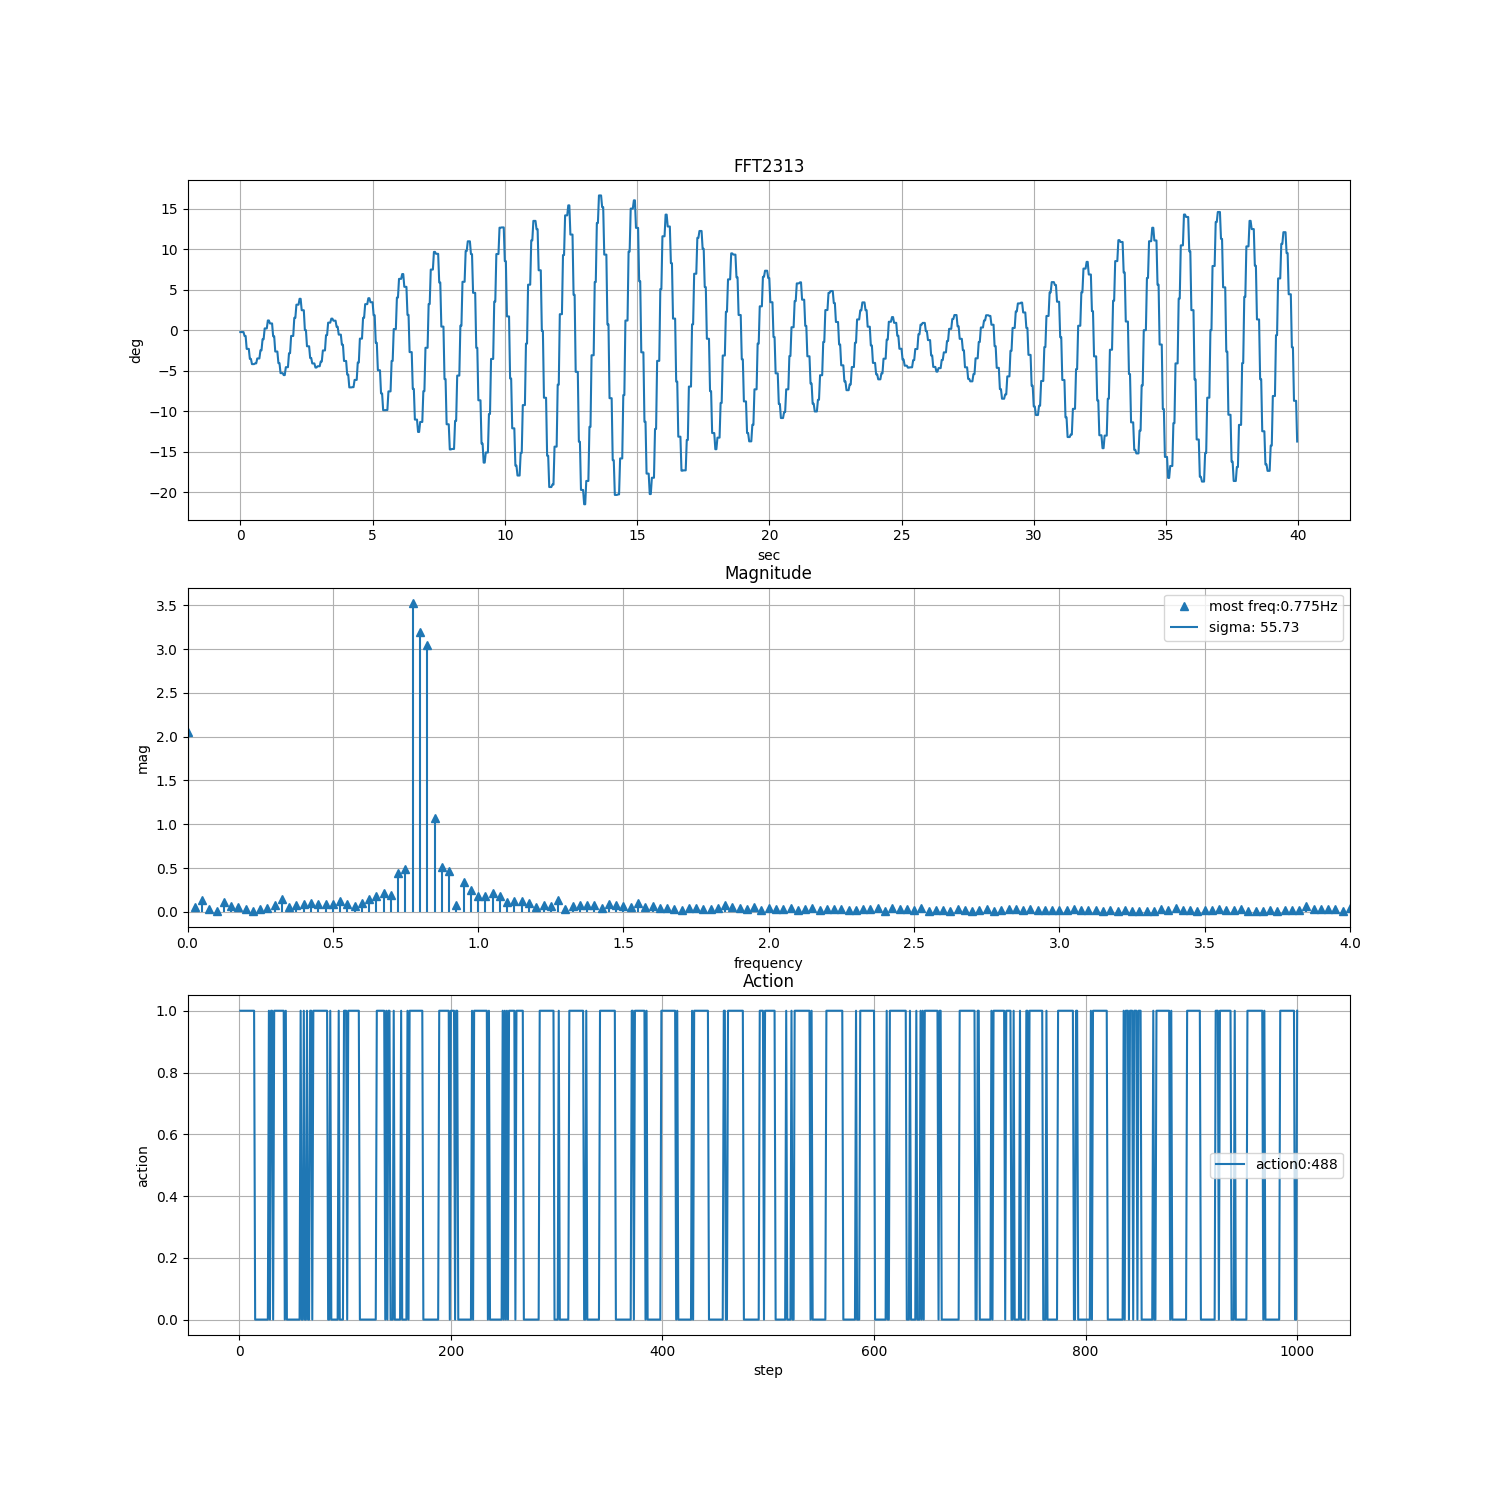 FFT2313
deg
15
10
5
0
−5
−10
−15
−20
0 5 10 15 20 25 30 35 40
sec
Magnitude
mag
3.5
3.0
2.5
2.0
1.5
1.0
0.5
0.0
most freq:0.775Hz
sigma: 55.73
0.0 0.5 1.0 1.5 2.0 2.5 3.0 3.5 4.0
frequency
Action
action
1.0
0.8
0.6
0.4
0.2
0.0
action0:488
0 200 400 600 800 1000
step